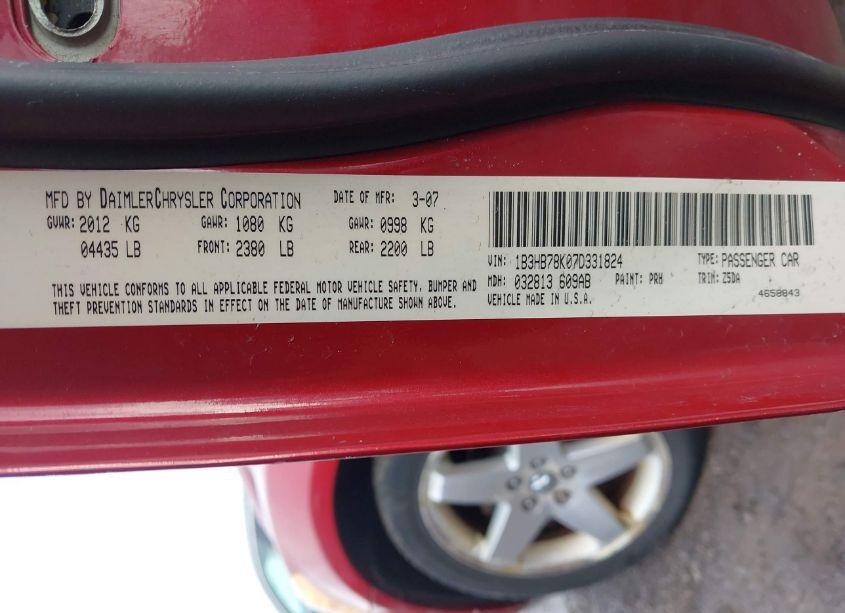 MFD BY DAIMLERCHRYSLER CORPORATION DATE OF MFR: 3-07
GVWR: 2012 KG GAWR: 1080 KG GAWR: 0998 KG
04435 LB FRONT: 2380 LB REAR: 2200 LB
THIS VEHICLE CONFORMS TO ALL APPLICABLE FEDERAL MOTOR VEHICLE SAFETY, BUMPER AND
THEFT PREVENTION STANDARDS IN EFFECT ON THE DATE OF MANUFACTURE SHOWN ABOVE.
VIN: 1B3HB78K07D331824 TYPE: PASSENGER CAR
MDH: 032813 609AB PAINT: PRH TRIM: Z5DA
VEHICLE MADE IN U.S.A. 4658843